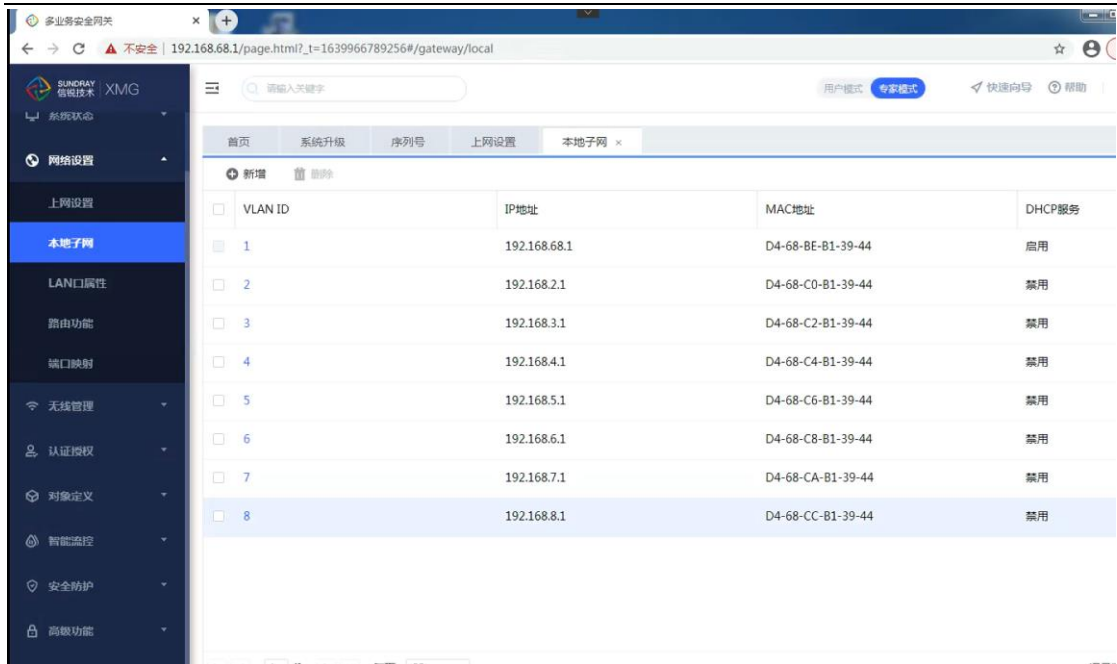 多业务安全网关
不安全 | 192.168.68.1/page.html?_t=1639966789256#/gateway/local
SUNDRAY 信锐技术 XMG
请输入关键字
用户模式 专家模式 快速向导 帮助
系统状态
首页 系统升级 序列号 上网设置 本地子网
网络设置
新增 删除
上网设置
VLAN ID IP地址 MAC地址 DHCP服务
本地子网
1 192.168.68.1 D4-68-BE-B1-39-44 启用
LAN口属性
2 192.168.2.1 D4-68-C0-B1-39-44 禁用
路由功能
3 192.168.3.1 D4-68-C2-B1-39-44 禁用
端口映射
4 192.168.4.1 D4-68-C4-B1-39-44 禁用
无线管理
5 192.168.5.1 D4-68-C6-B1-39-44 禁用
认证授权
6 192.168.6.1 D4-68-C8-B1-39-44 禁用
7 192.168.7.1 D4-68-CA-B1-39-44 禁用
对象定义
8 192.168.8.1 D4-68-CC-B1-39-44 禁用
智能流控
安全防护
高级功能